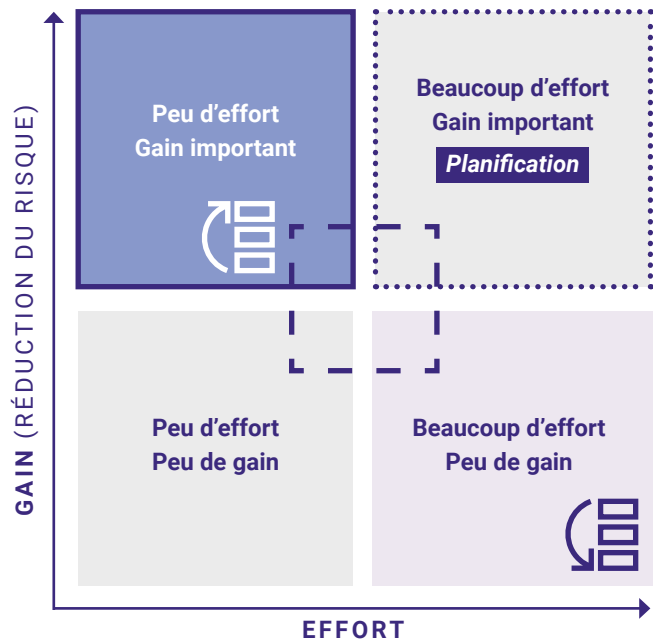 GAIN (RÉDUCTION DU RISQUE)
Peu d’effort
Gain important
Beaucoup d’effort
Gain important
Planification
Peu d’effort
Peu de gain
Beaucoup d’effort
Peu de gain
EFFORT